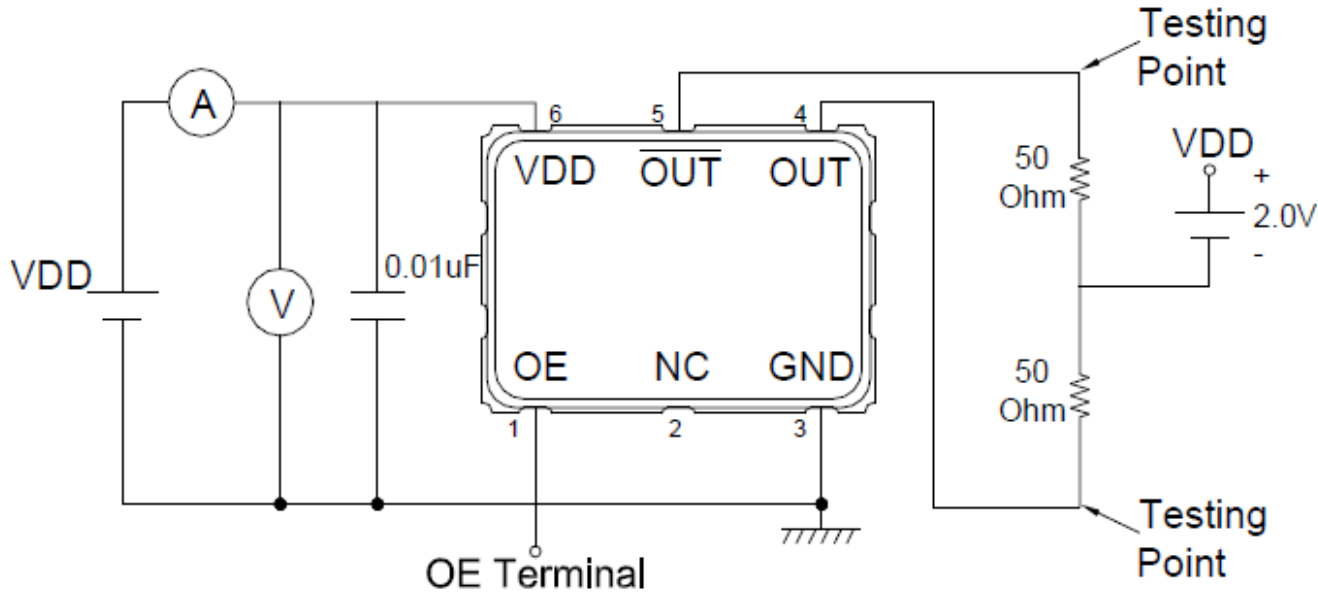 Testing
Point
A
6
5
4
VDD
OUT
OUT
50
Ohm
VDD
+
2.0V
-
VDD
V
0.01uF
OE
NC
GND
50
Ohm
1
2
3
OE Terminal
Testing
Point